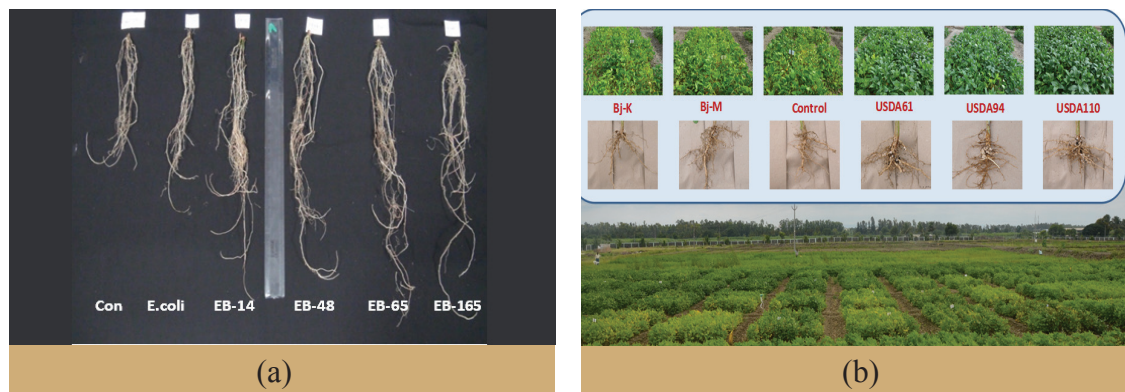 Con E.coli EB-14 EB-48 EB-65 EB-165
(a)
Bj-K Bj-M Control USDA61 USDA94 USDA110
(b)